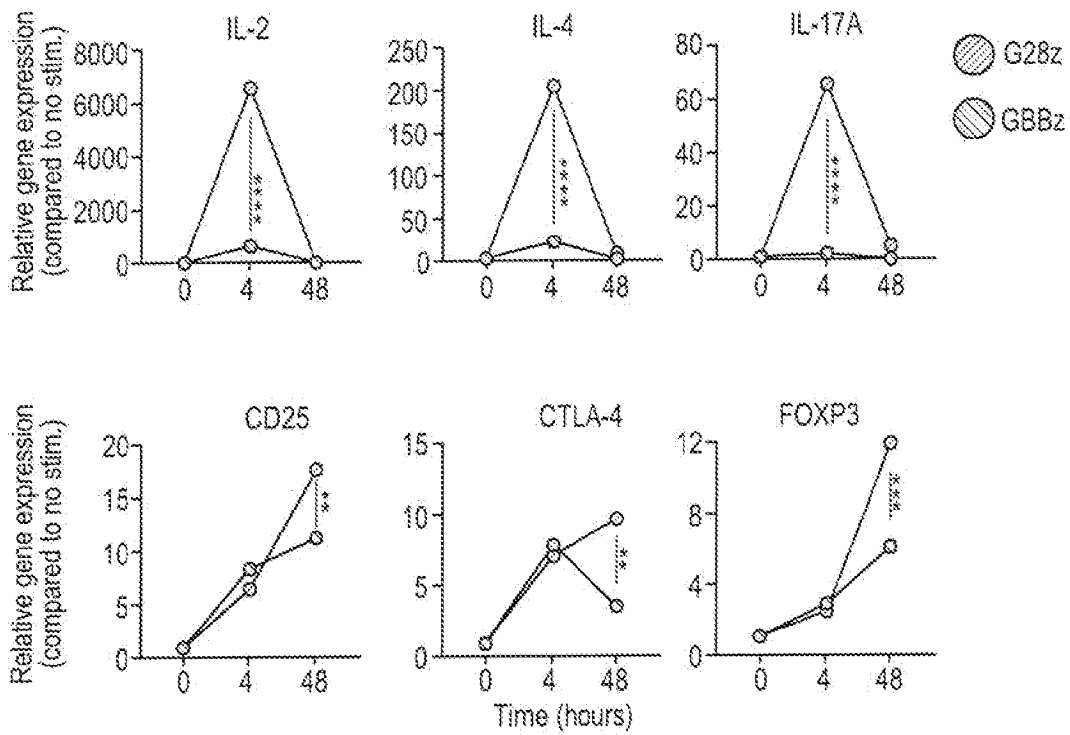 IL-2
IL-4
IL-17A
G28z
GBBz
Relative gene expression
(compared to no stim.)
8000
6000
4000
2000
0
0 4 48
****
250
200
150
100
50
0
0 4 48
****
80
60
40
20
0
0 4 48
****
CD25
CTLA-4
FOXP3
Relative gene expression
(compared to no stim.)
20
15
10
5
0
0 4 48
**
15
10
5
0
0 4 48
**
12
8
4
0
0 4 48
Time (hours)